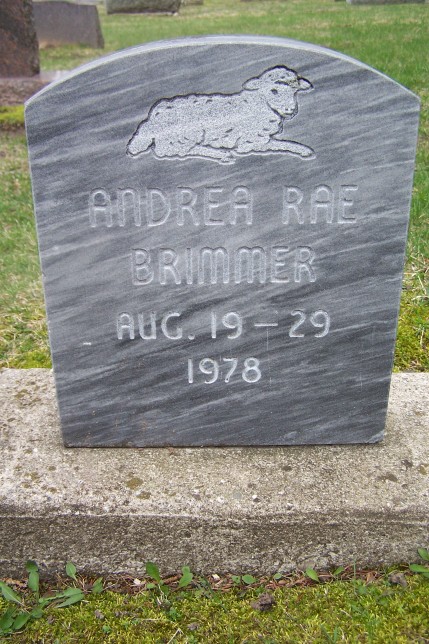 ANDREA RAE
BRIMMER
AUG. 19 – 29
1978